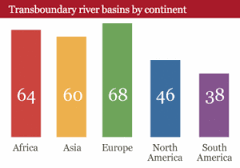 Transboundary river basins by continent
64 60 68 46 38
Africa Asia Europe North South
America America